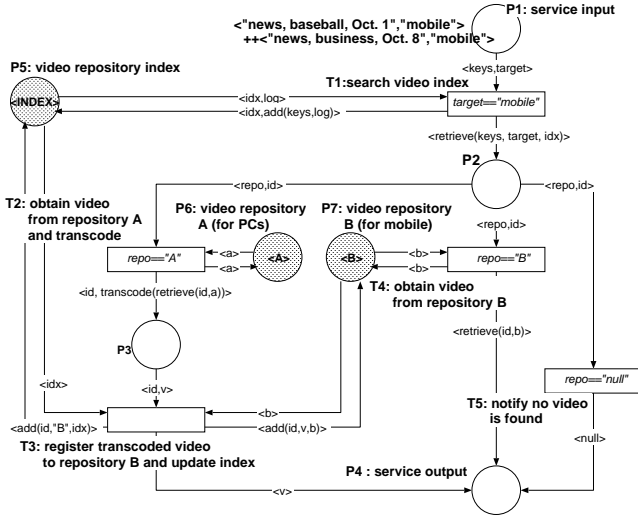 P1: service input
<"news, baseball, Oct. 1","mobile">
++<"news, business, Oct. 8","mobile">
P5: video repository index
<keys,target>
T1:search video index
<INDEX>
<idx,log>
target=="mobile"
<idx,add(keys,log)>
<retrieve(keys, target, idx)>
P2
<repo,id>
<repo,id>
<repo,id>
T2: obtain video
from repository A
and transcode
P6: video repository
A (for PCs)
P7: video repository
B (for mobile)
repo=="A"
<a>
<a>
<A>
<B>
<b>
<b>
repo=="B"
T4: obtain video
from repository B
<id, transcode(retrieve(id,a))>
<retrieve(id,b)>
P3
repo=="null"
<idx>
<id,v>
T5: notify no video
is found
<b>
<add(id,"B",idx)>
<add(id,v,b)>
<null>
T3: register transcoded video
to repository B and update index
P4 : service output
<v>